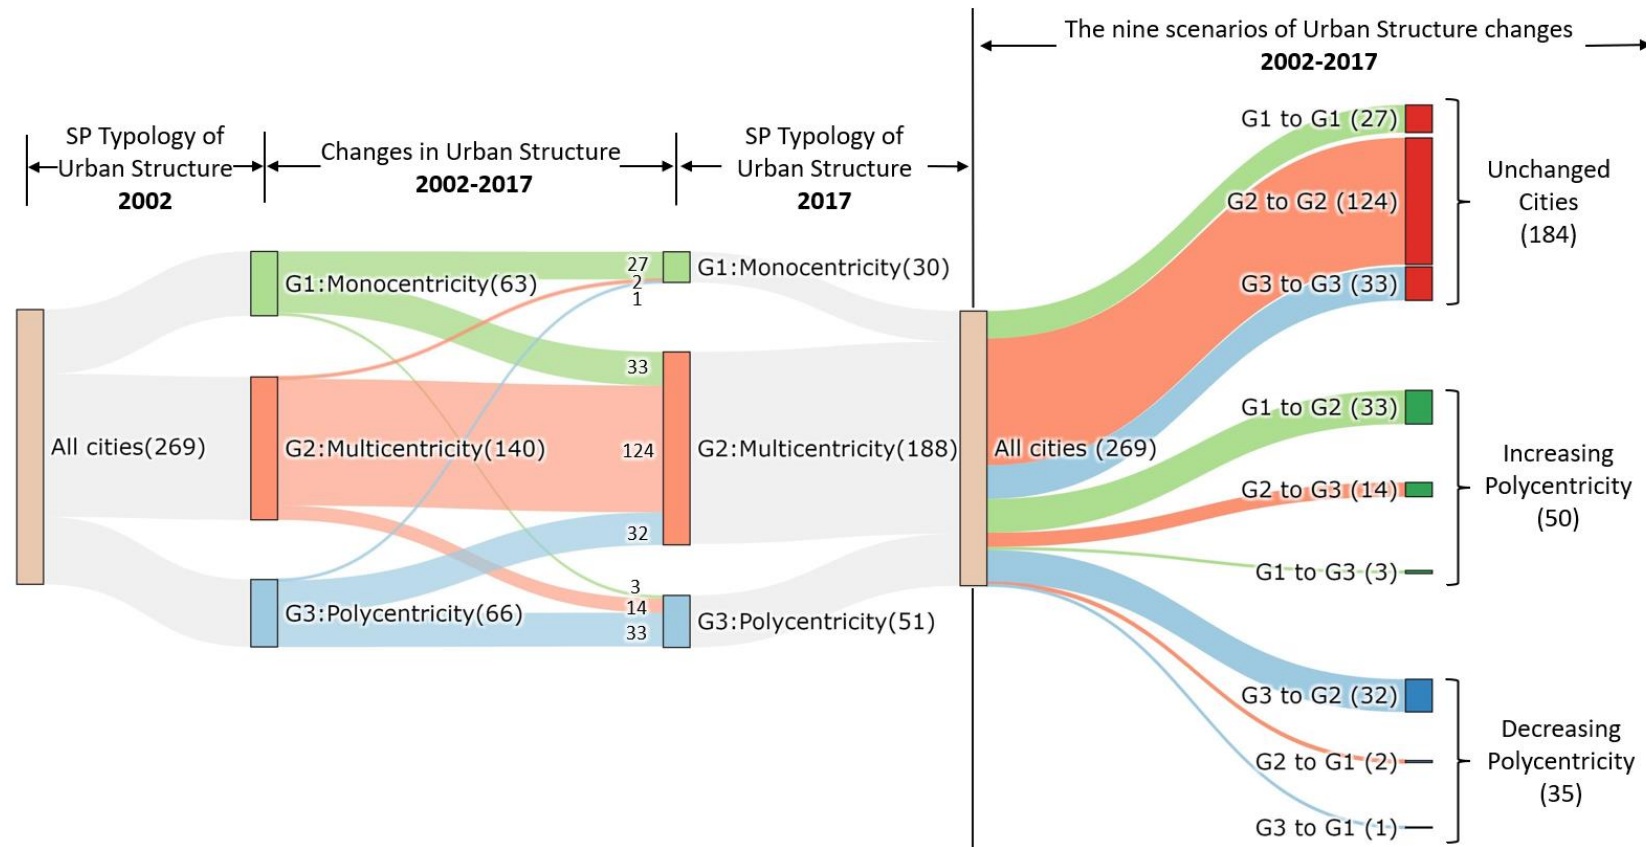 SP Typology of
Urban Structure
2002
Changes in Urban Structure
2002-2017
SP Typology of
Urban Structure
2017
The nine scenarios of Urban Structure changes
2002-2017
All cities(269)
G1:Monocentricity(63)
G2:Multicentricity(140)
G3:Polycentricity(66)
27
2
1
33
124
32
3
14
33
G1:Monocentricity(30)
G2:Multicentricity(188)
G3:Polycentricity(51)
All cities (269)
G1 to G1 (27)
G2 to G2 (124)
G3 to G3 (33)
Unchanged
Cities
(184)
G1 to G2 (33)
G2 to G3 (14)
G1 to G3 (3)
Increasing
Polycentricity
(50)
G3 to G2 (32)
G2 to G1 (2)
G3 to G1 (1)
Decreasing
Polycentricity
(35)